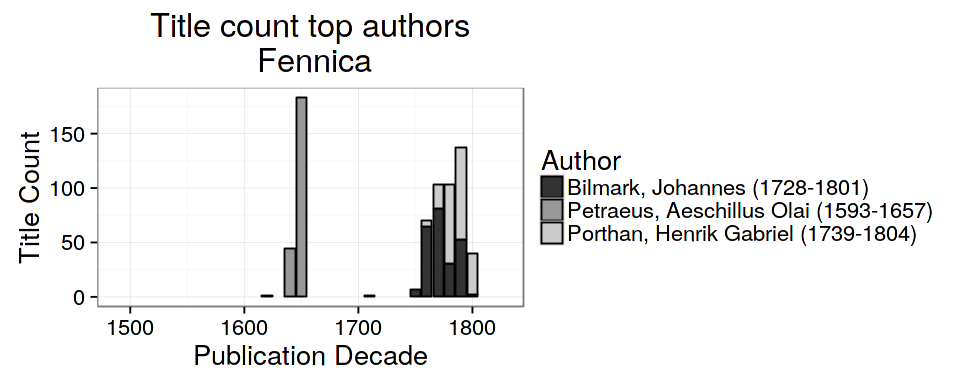 Title count top authors
Fennica
Title Count
150
100
50
0
1500 1600 1700 1800
Publication Decade
Author
Bilmark, Johannes (1728-1801)
Petraeus, Aeschillus Olai (1593-1657)
Porthan, Henrik Gabriel (1739-1804)